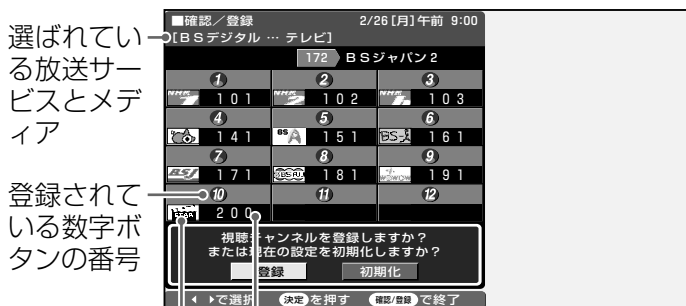 選ばれてい
る放送サー
ビスとメデ
ィア
登録されて
いる数字ボ
タンの番号
■確認／登録 2/26[月]午前 9:00
[BSデジタル … テレビ]
172 BSジャパン2
1 2 3
101 102 103
4 5 6
141 BSA 151 BS-i 161
7 8 9
BSJ 171 181 WOWOW 191
10 11 12
STAR 200
視聴チャンネルを登録しますか？
または現在の設定を初期化しますか？
登録 初期化
で選択 決定を押す 確認/登録で終了